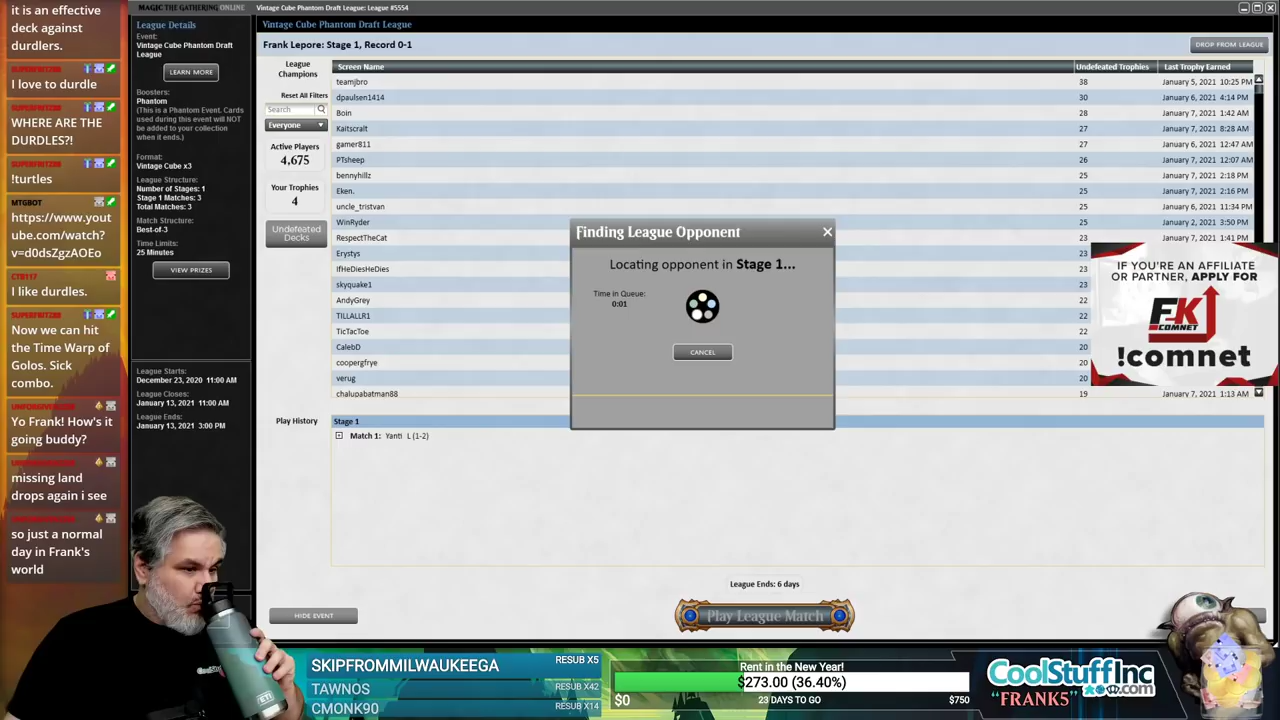 it is an effective
deck against
durdlers.
I love to durdle
WHERE ARE THE
DURDLES?!
!turtles
MTGBOT
https://www.yout
ube.com/watch?
v=d0dsZgzAOEo
I like durdles.
Now we can hit
the Time Warp of
Golos. Sick
combo.
Yo Frank! How's it
going buddy?
missing land
drops again i see
so just a normal
day in Frank's
world
MAGIC THE GATHERING ONLINE
Vintage Cube Phantom Draft League: League #5554
League Details
Event:
Vintage Cube Phantom Draft
League
LEARN MORE
Boosters:
Phantom
(This is a Phantom Event. Cards
used during this event will NOT
be added to your collection
when it ends.)
Format:
Vintage Cube x3
League Structure:
Number of Stages: 1
Stage 1 Matches: 3
Total Matches: 3
Match Structure:
Best-of-3
Time Limits:
25 Minutes
VIEW PRIZES
League Starts:
December 23, 2020 11:00 AM
League Closes:
January 13, 2021 11:00 AM
League Ends:
January 13, 2021 3:00 PM
Vintage Cube Phantom Draft League
Frank Lepore: Stage 1, Record 0-1
DROP FROM LEAGUE
League
Champions
Reset All Filters
Search
Everyone
Active Players
4,675
Your Trophies
4
Undefeated
Decks
Screen Name Undefeated Trophies Last Trophy Earned
teamjbro 38 January 5, 2021 10:25 PM
dpaulsen1414 30 January 6, 2021 4:14 PM
Boin 28 January 7, 2021 1:42 AM
Kaitscralt 27 January 7, 2021 8:28 AM
gamer811 27 January 6, 2021 12:47 AM
PTsheep 26 January 7, 2021 12:07 AM
bennyhillz 25 January 7, 2021 2:18 PM
Eken. 25 January 7, 2021 2:16 PM
uncle_tristvan 25 January 6, 2021 11:34 PM
WinRyder 25 January 2, 2021 3:50 PM
RespectTheCat 23 January 7, 2021 1:41 PM
Erystys 23
IfHeDiesHeDies 23
skyquake1 23
AndyGrey 22
TILLALLR1 22
TicTacToe 22
CalebD 20
coopergfrye 20
verug 20
chalupabatman88 19 January 7, 2021 1:13 AM
Finding League Opponent
Locating opponent in Stage 1...
Time in Queue:
0:01
CANCEL
IF YOU'RE AN AFFILIATE
OR PARTNER, APPLY FOR
COMNET
!comnet
Play History
Stage 1
Match 1: Yanti L (1-2)
League Ends: 6 days
HIDE EVENT
Play League Match
SKIPFROMMILWAUKEEGA RESUB X5
TAWNOS RESUB X42
CMONK90 RESUB X14
Rent in the New Year!
$273.00 (36.40%)
$0 23 DAYS TO GO $750
CoolStuffInc
.com
"FRANK5"
YETI